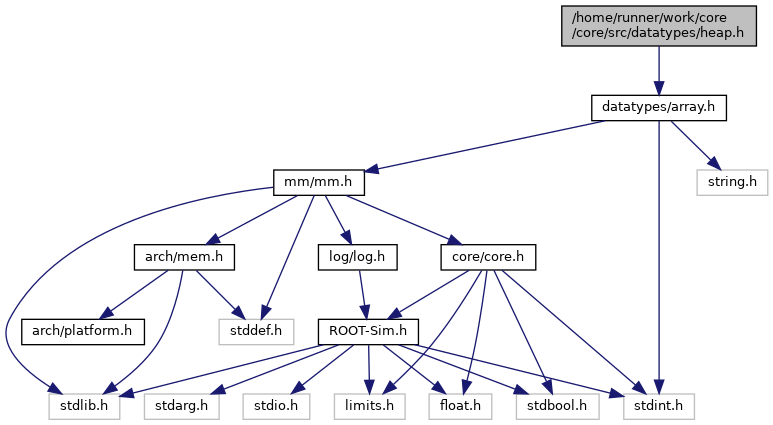 /home/runner/work/core
/core/src/datatypes/heap.h
datatypes/array.h
mm/mm.h
string.h
arch/mem.h
log/log.h
core/core.h
arch/platform.h
stddef.h
ROOT-Sim.h
stdlib.h
stdarg.h
stdio.h
limits.h
float.h
stdbool.h
stdint.h